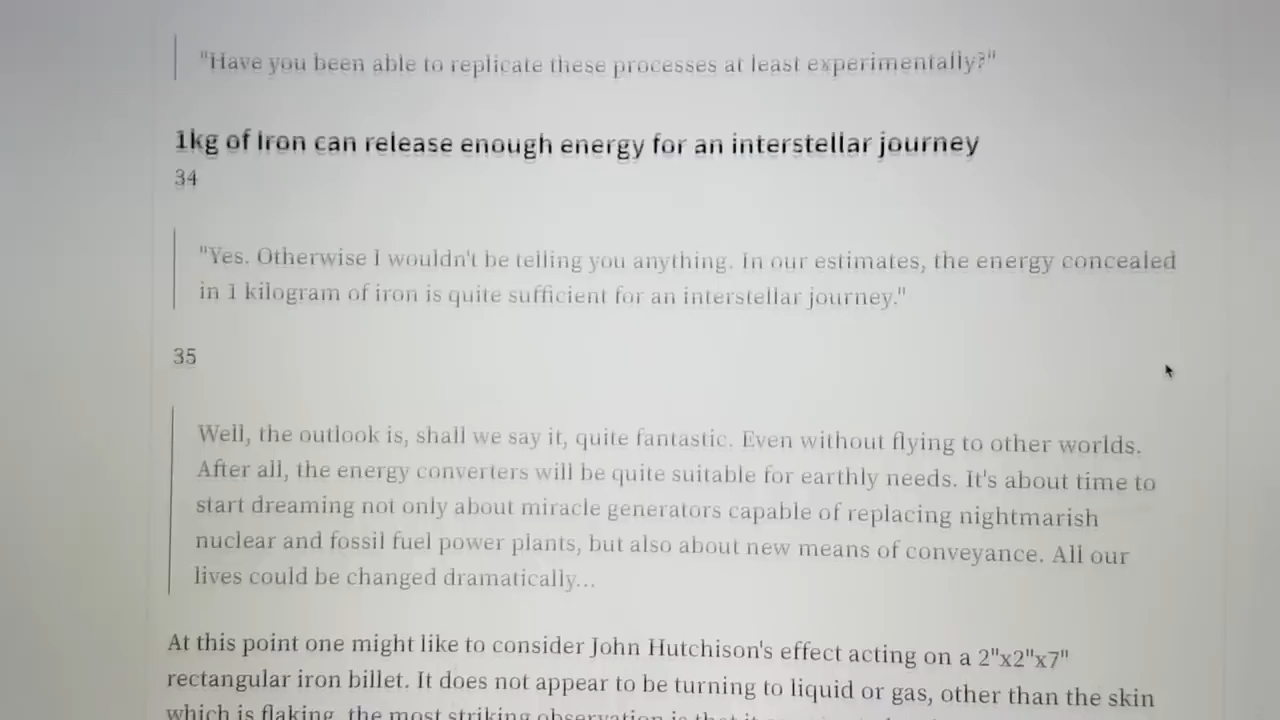 "Have you been able to replicate these processes at least experimentally?"
1kg of Iron can release enough energy for an interstellar journey
34
"Yes. Otherwise I wouldn't be telling you anything. In our estimates, the energy concealed
in 1 kilogram of iron is quite sufficient for an interstellar journey."
35
Well, the outlook is, shall we say it, quite fantastic. Even without flying to other worlds.
After all, the energy converters will be quite suitable for earthly needs. It's about time to
start dreaming not only about miracle generators capable of replacing nightmarish
nuclear and fossil fuel power plants, but also about new means of conveyance. All our
lives could be changed dramatically...
At this point one might like to consider John Hutchison's effect acting on a 2"x2"x7"
rectangular iron billet. It does not appear to be turning to liquid or gas, other than the skin
which is flaking, the most striking observation is that it